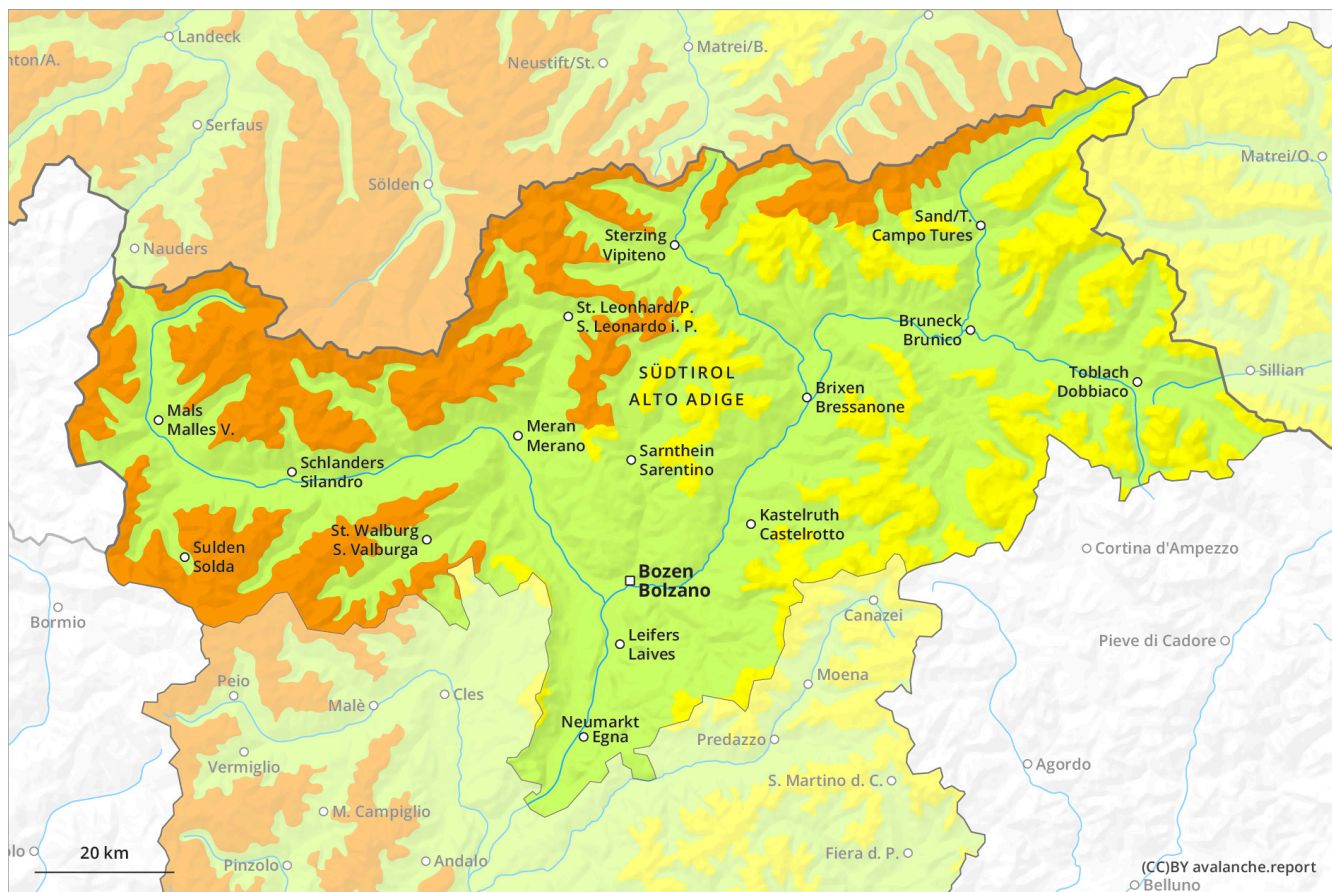 Landeck
nton/A.
Neustift/St.
Matrei/B.
Serfaus
Matrei/O.
Sölden
Nauders
Sand/T.
Campo Tures
Sterzing
Vipiteno
St. Leonhard/P.
S. Leonardo i. P.
Bruneck
Brunico
SÜDTIROL
ALTO ADIGE
Toblach
Dobbiaco
Sillian
Brixen
Bressanone
Mals
Malles V.
Meran
Merano
Sarnthein
Sarentino
Schlanders
Silandro
Kastelruth
Castelrotto
St. Walburg
S. Valburga
Sulden
Solda
Cortina d'Ampezzo
Bozen
Bolzano
Bormio
Canazei
Leifers
Laives
Pieve di Cadore
Peio
Malè
Cles
Moena
Neumarkt
Egna
Predazzo
Vermiglio
Agordo
S. Martino d. C.
M. Campiglio
olo
20 km
Pinzolo
Andalo
Fiera d. P.
(CC)BY avalanche.report
Belluno